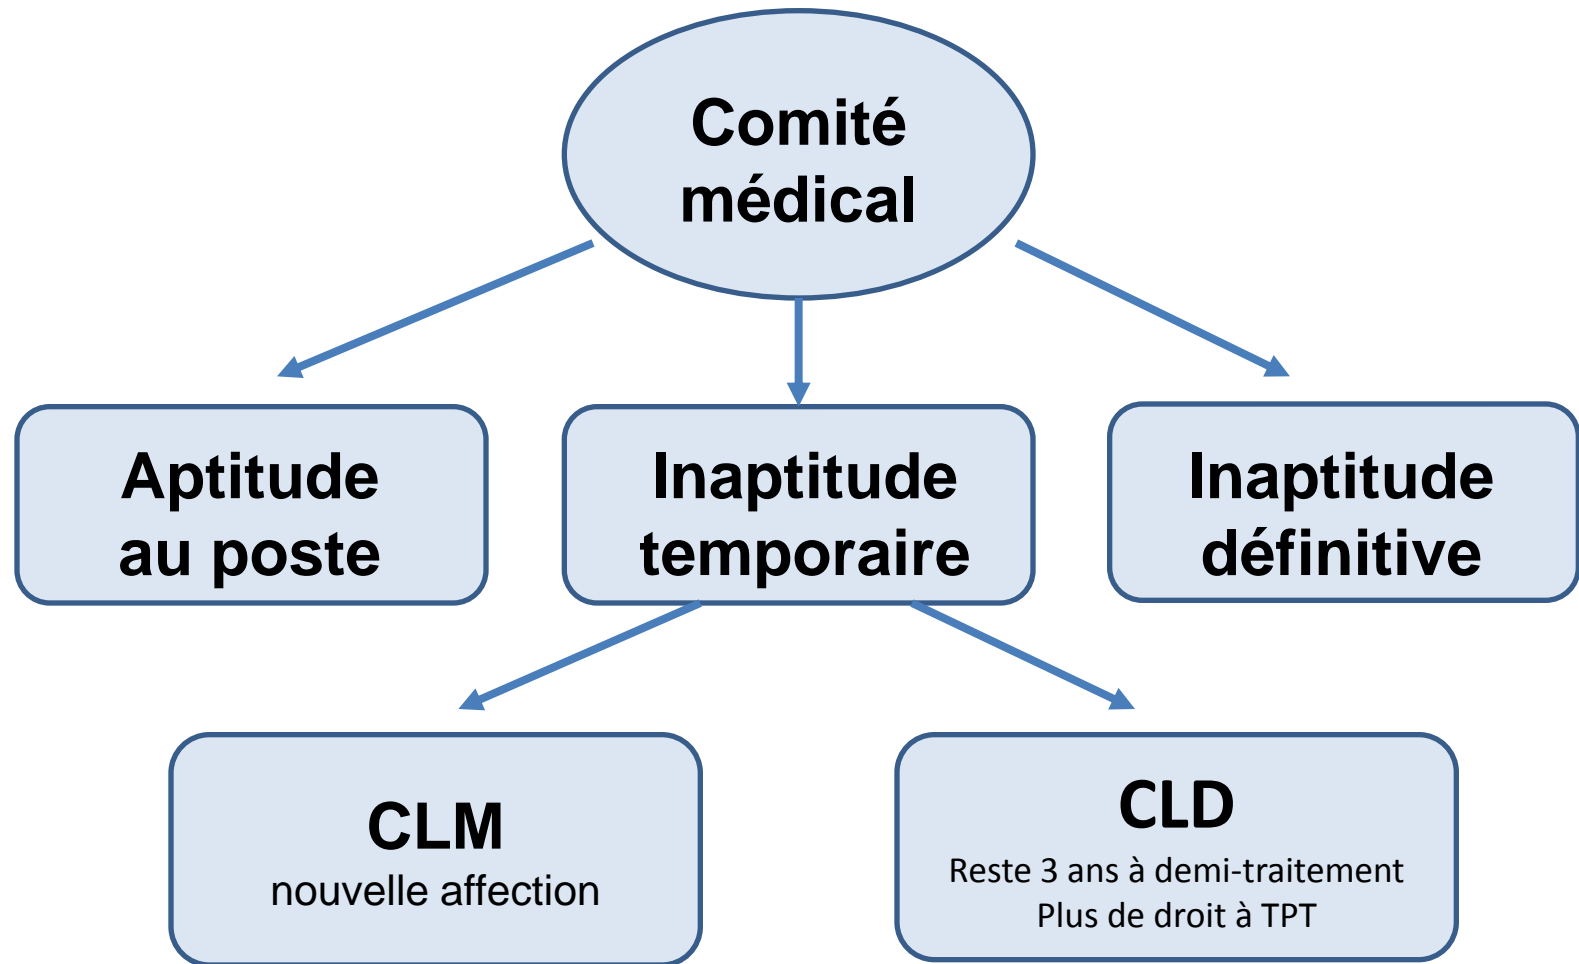 Comité
médical
Aptitude
au poste
Inaptitude
temporaire
Inaptitude
définitive
CLM
nouvelle affection
CLD
Reste 3 ans à demi-traitement
Plus de droit à TPT